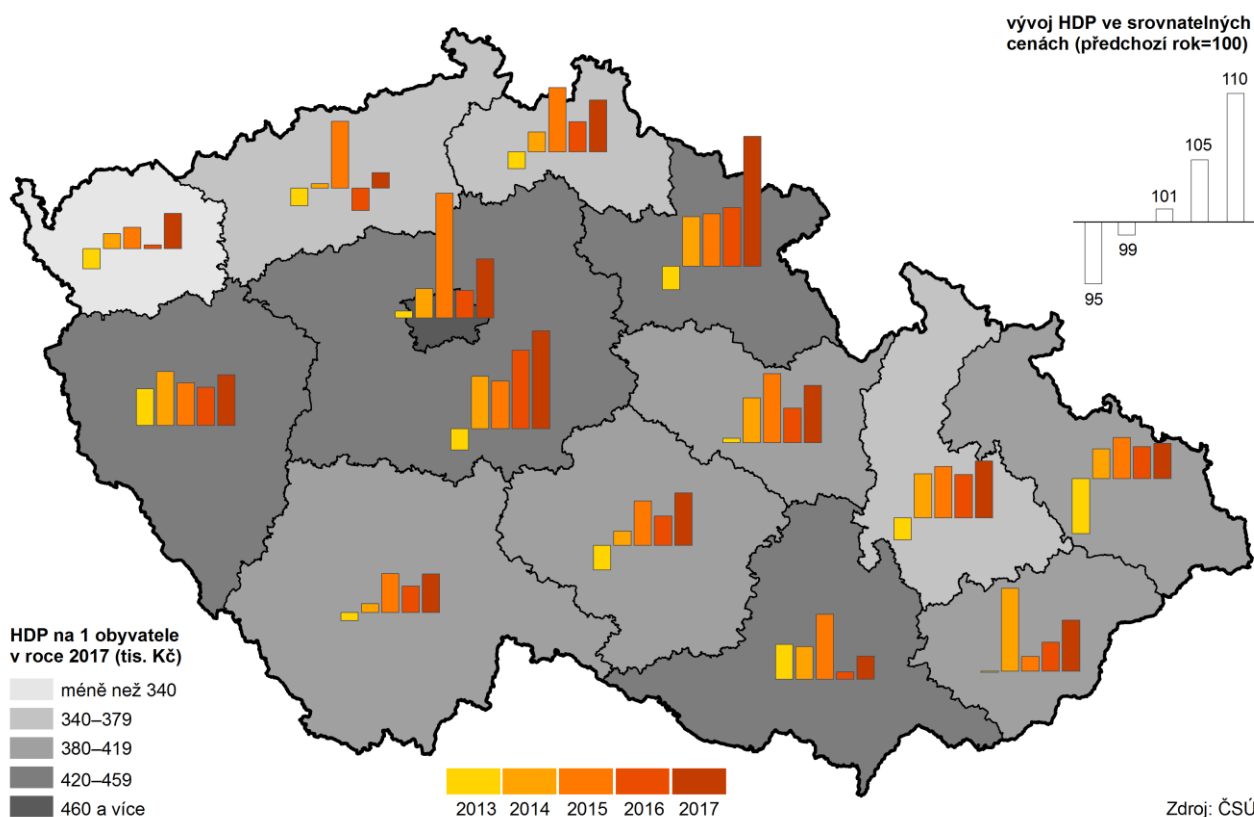 vývoj HDP ve srovnatelných
cenách (předchozí rok=100)
110
105
101
99
95
HDP na 1 obyvatele
v roce 2017 (tis. Kč)
méně než 340
340–379
380–419
420–459
460 a více
2013 2014 2015 2016 2017
Zdroj: ČSÚ